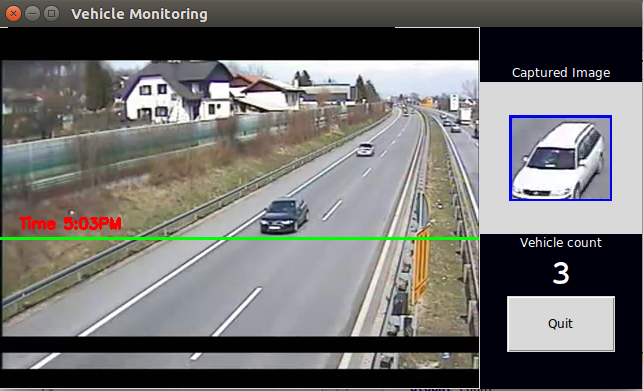 Vehicle Monitoring
Captured Image
Time 5:03PM
Vehicle count
3
Quit